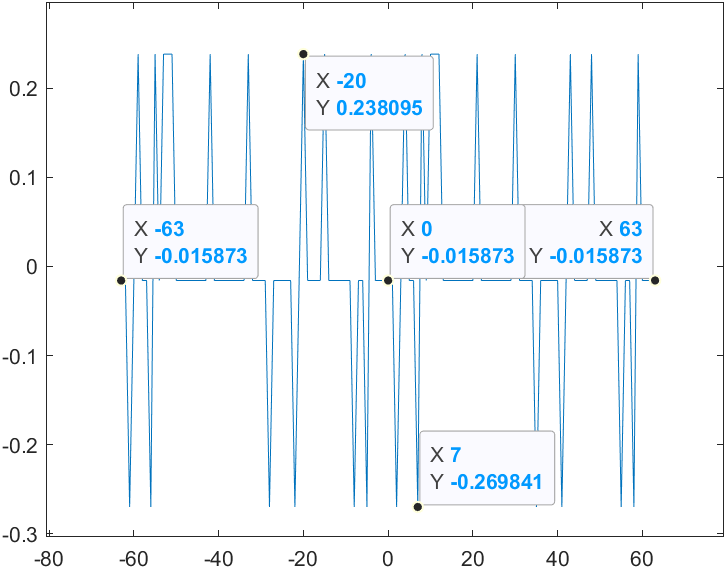 0.2
0.1
0
-0.1
-0.2
-0.3
X -20
Y 0.238095
X -63
Y -0.015873
X 0
Y -0.015873
X 63
Y -0.015873
X 7
Y -0.269841
-80 -60 -40 -20 0 20 40 60